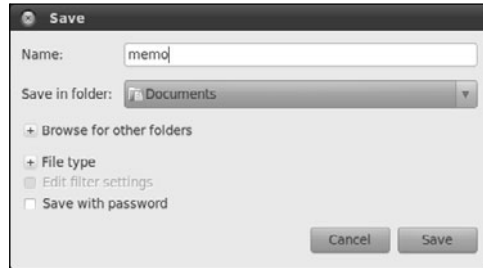 Save
Name: memo
Save in folder: Documents
Browse for other folders
File type
Edit filter settings
Save with password
Cancel Save